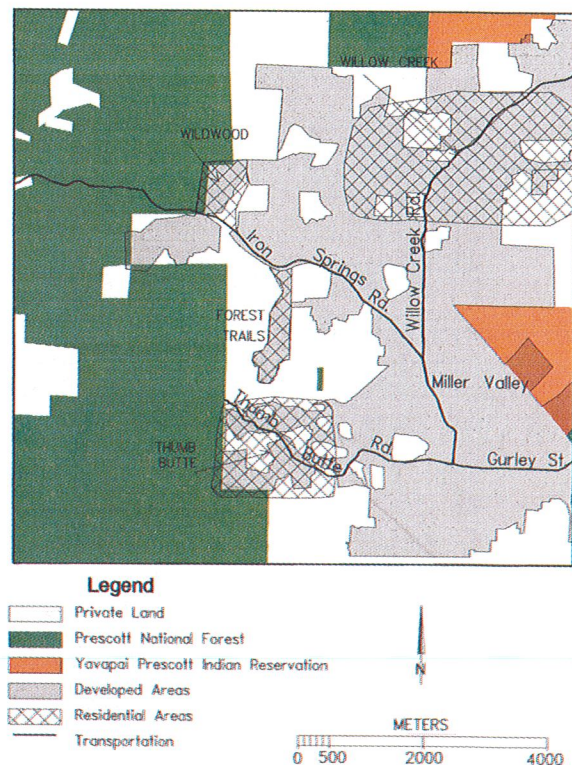 WILLOW CREEK
WILDWOOD
Iron Springs Rd.
Willow Creek Rd.
FOREST
TRAILS
Miller Valley
Thumb Butte Rd.
THUMB
BUTTE
Gurley St.
Legend
Private Land
Prescott National Forest
Yavapai Prescott Indian Reservation
Developed Areas
Residential Areas
Transportation
N
METERS
0 500 2000 4000